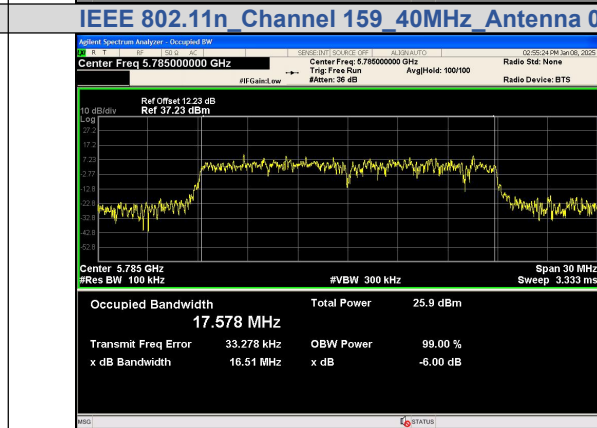 IEEE 802.11n_Channel 159_40MHz_Antenna 0
Agilent Spectrum Analyzer - Occupied BW
R T RF 50 Ω AC SENSE:INT SOURCE OFF ALIGN AUTO 02:55:24 PM Jan 08, 2025
Center Freq 5.785000000 GHz Center Freq: 5.785000000 GHz Radio Std: None
Trig: Free Run Avg|Hold: 100/100
#IFGain:Low #Atten: 36 dB Radio Device: BTS
Ref Offset 12.23 dB
10 dB/div Ref 37.23 dBm
Log
27.2
17.2
7.23
-2.77
-12.8
-22.8
-32.8
-42.8
-52.8
Center 5.785 GHz Span 30 MHz
#Res BW 100 kHz #VBW 300 kHz Sweep 3.333 ms
Occupied Bandwidth Total Power 25.9 dBm
17.578 MHz
Transmit Freq Error 33.278 kHz OBW Power 99.00 %
x dB Bandwidth 16.51 MHz x dB -6.00 dB
MSG STATUS